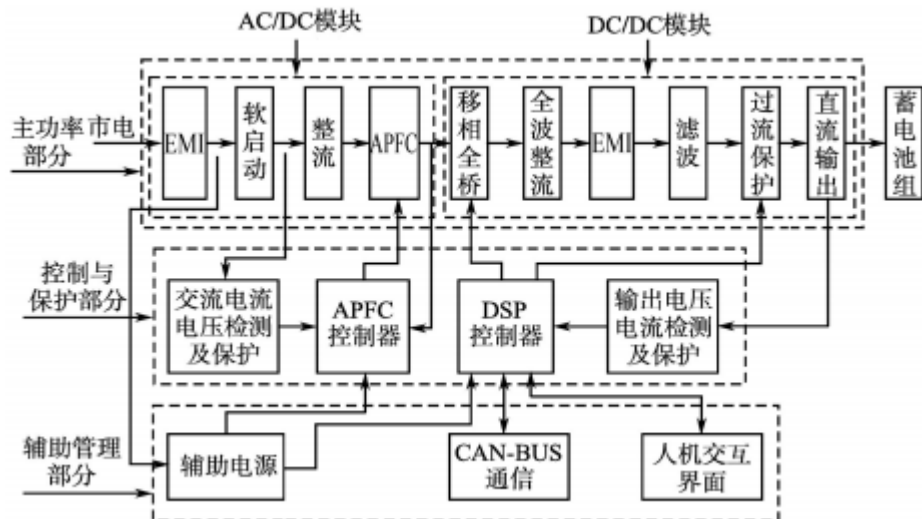 AC/DC模块
DC/DC模块
主功率 市电
部分
EMI
软启动
整流
APFC
移相全桥
全波整流
EMI
滤波
过流保护
直流输出
蓄电池组
控制与
保护部分
交流电流
电压检测
及保护
APFC
控制器
DSP
控制器
输出电压
电流检测
及保护
辅助管理
部分
辅助电源
CAN-BUS
通信
人机交互
界面